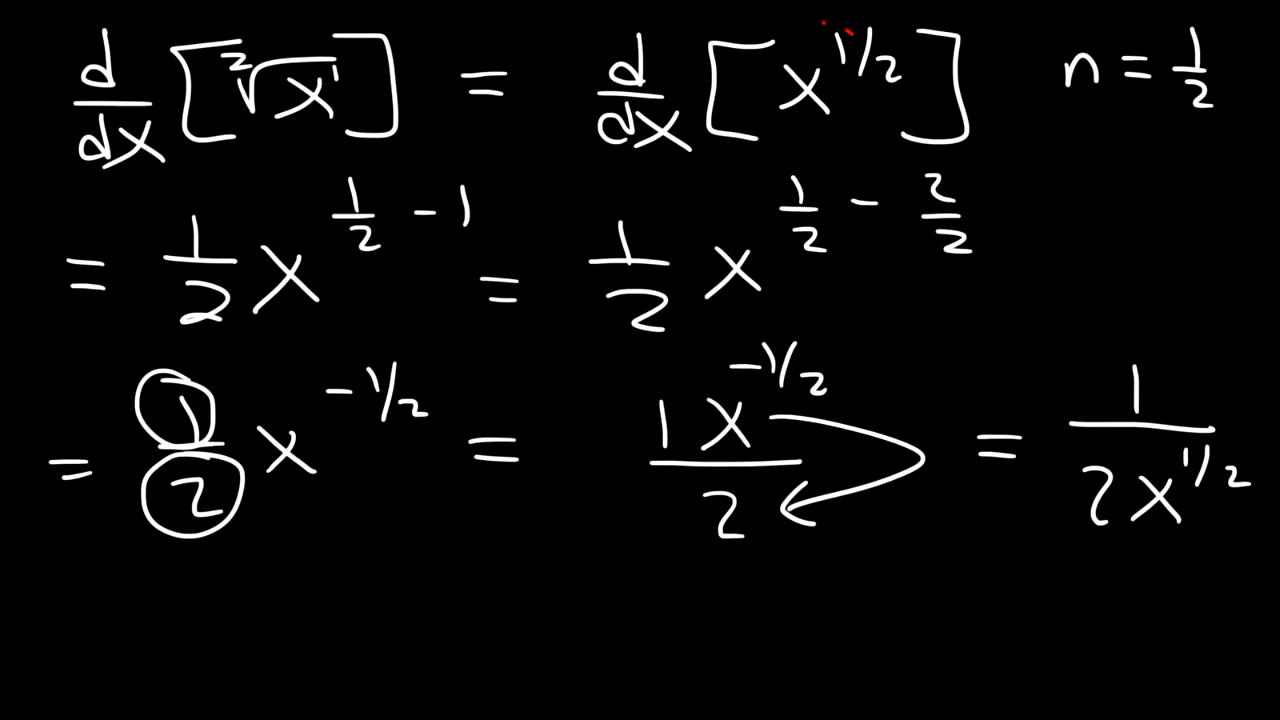 d/dx [²√x¹] = d/dx [x^1/2] n = 1/2
= 1/2 x^(1/2 - 1) = 1/2 x^(1/2 - 2/2)
= 1/2 x^-1/2 = 1x^-1/2 / 2 = 1 / 2x^1/2